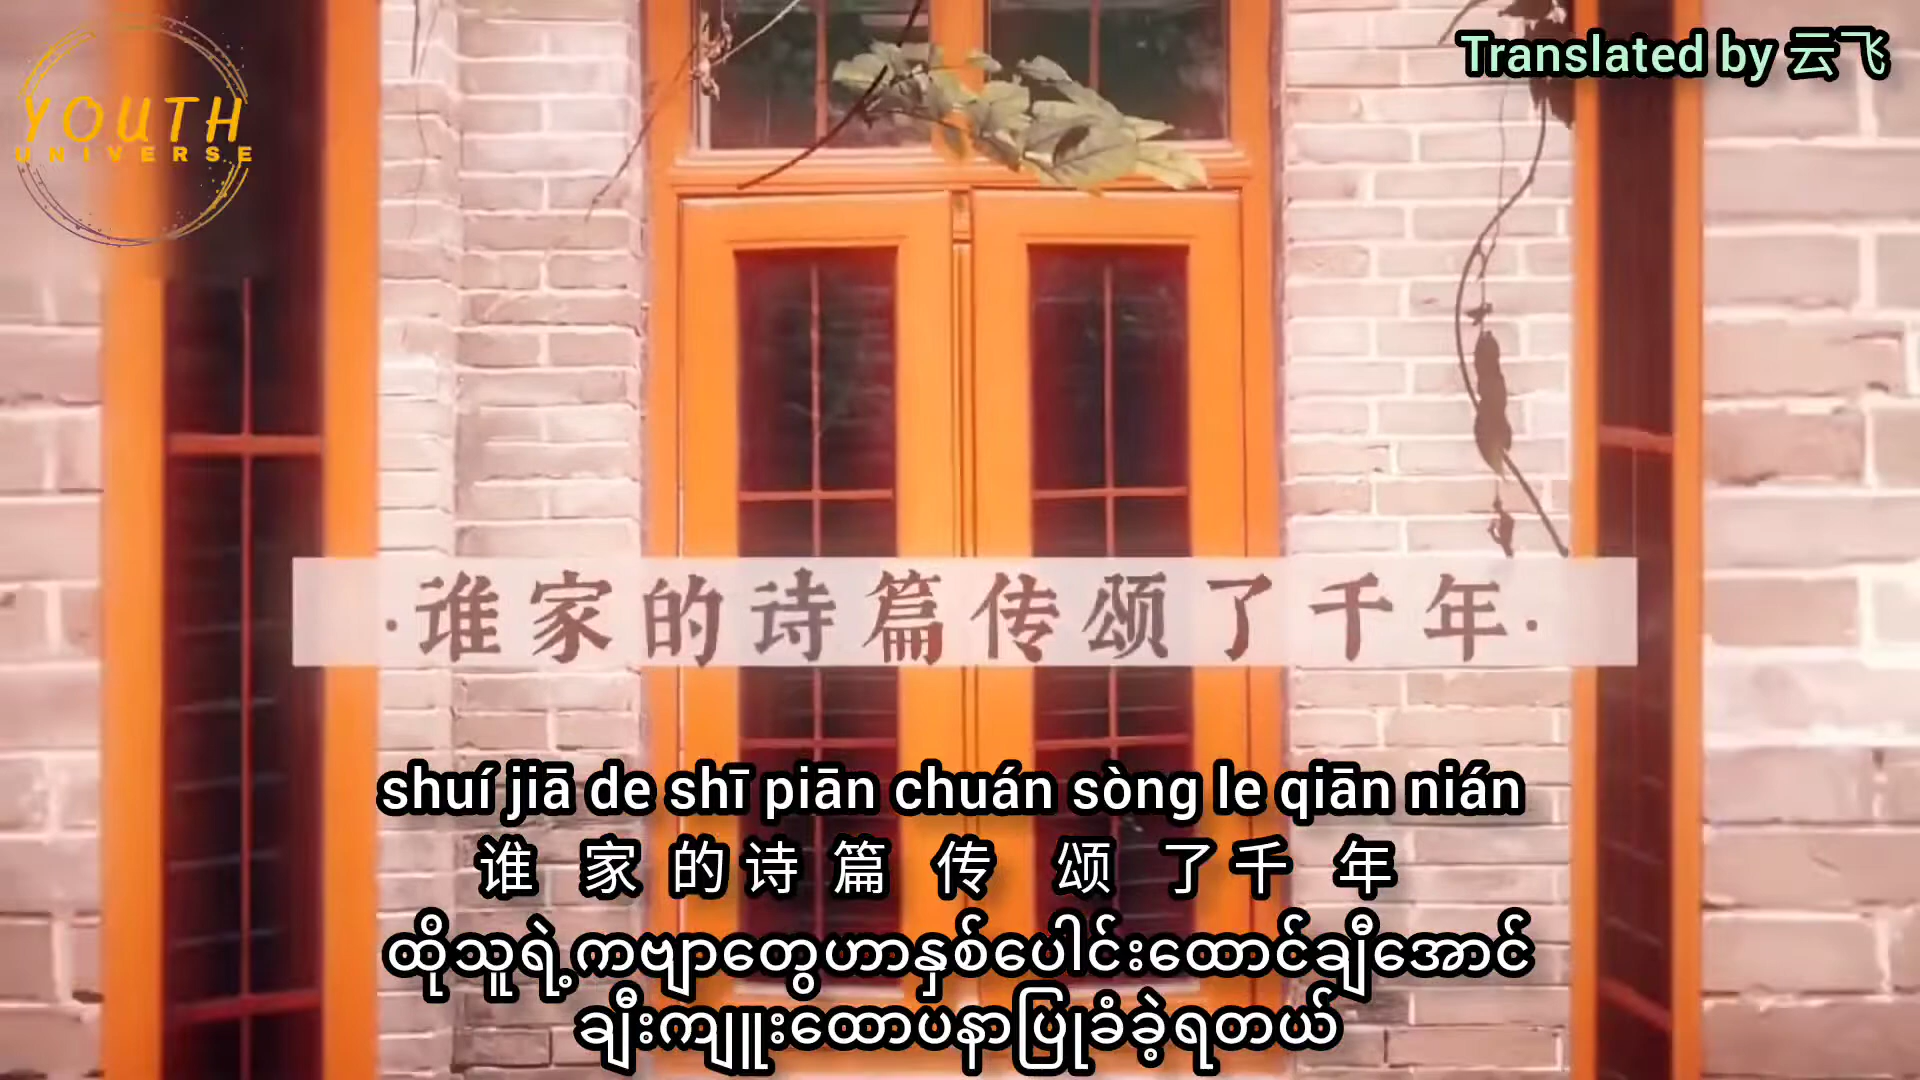 YOUTH
UNIVERSE
Translated by 云飞
·谁家的诗篇传颂了千年·
shuí jiā de shī piān chuán sòng le qiān nián
谁 家 的 诗 篇 传 颂 了 千 年
ထိုသူရဲ့ကဗျာတွေဟာနှစ်ပေါင်းထောင်ချီအောင်
ချီးကျူးထောပနာပြုခံခဲ့ရတယ်